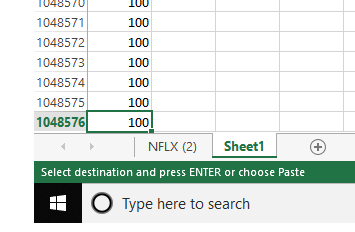 1048570 100
1048571 100
1048572 100
1048573 100
1048574 100
1048575 100
1048576 100
NFLX (2) Sheet1
Select destination and press ENTER or choose Paste
Type here to search